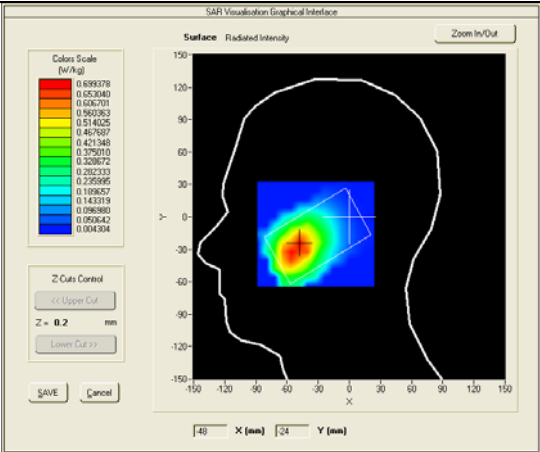 SAR Visualisation Graphical Interface
Surface Radiated Intensity
Zoom In/Out
Colors Scale
(W/kg)
0.699378
0.653040
0.606701
0.560363
0.514025
0.467687
0.421348
0.375010
0.328672
0.282333
0.235995
0.189657
0.143319
0.096980
0.050642
0.004304
Z-Cuts Control
<< Upper Cut
Z = 0.2 mm
Lower Cut >>
SAVE
Cancel
150
120
90
60
30
0
-30
-60
-90
-120
-150
Y
-150 -120 -90 -60 -30 0 30 60 90 120 150
X
-48 X (mm) -24 Y (mm)